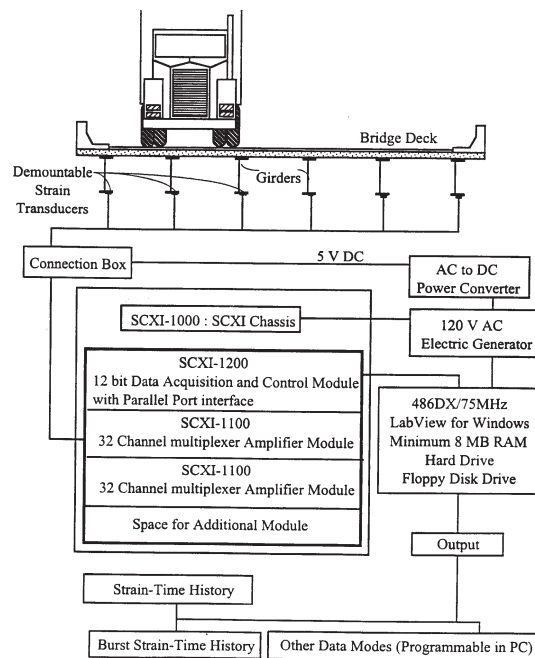 Bridge Deck
Demountable
Strain
Transducers
Girders
Connection Box
5 V DC
AC to DC
Power Converter
SCXI-1000 : SCXI Chassis
120 V AC
Electric Generator
SCXI-1200
12 bit Data Acquisition and Control Module
with Parallel Port interface
SCXI-1100
32 Channel multiplexer Amplifier Module
SCXI-1100
32 Channel multiplexer Amplifier Module
Space for Additional Module
486DX/75MHz
LabView for Windows
Minimum 8 MB RAM
Hard Drive
Floppy Disk Drive
Output
Strain-Time History
Burst Strain-Time History
Other Data Modes (Programmable in PC)